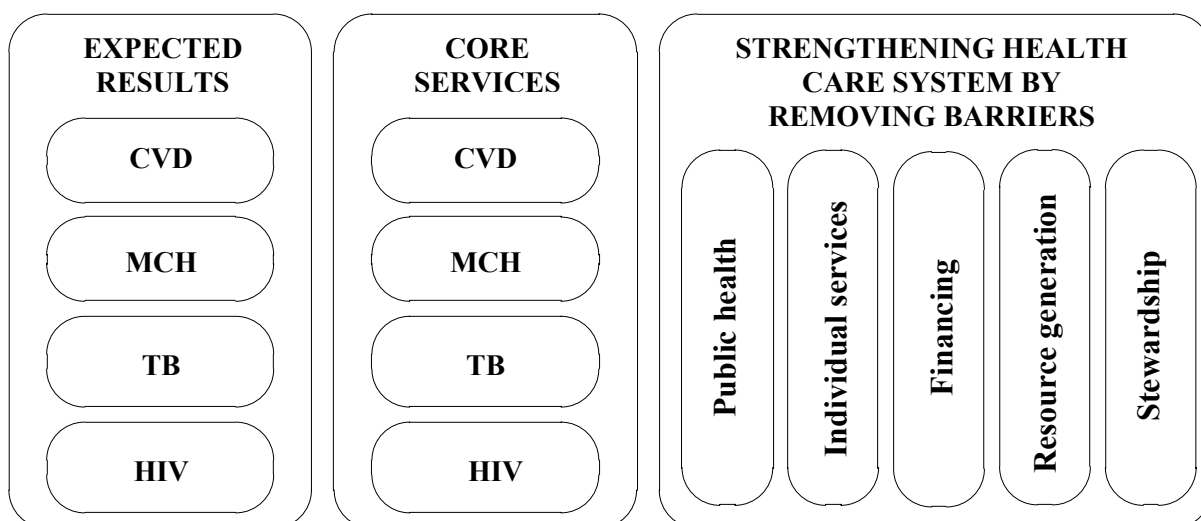 EXPECTED
RESULTS
CVD
MCH
TB
HIV
CORE
SERVICES
CVD
MCH
TB
HIV
STRENGTHENING HEALTH
CARE SYSTEM BY
REMOVING BARRIERS
Public health
Individual services
Financing
Resource generation
Stewardship